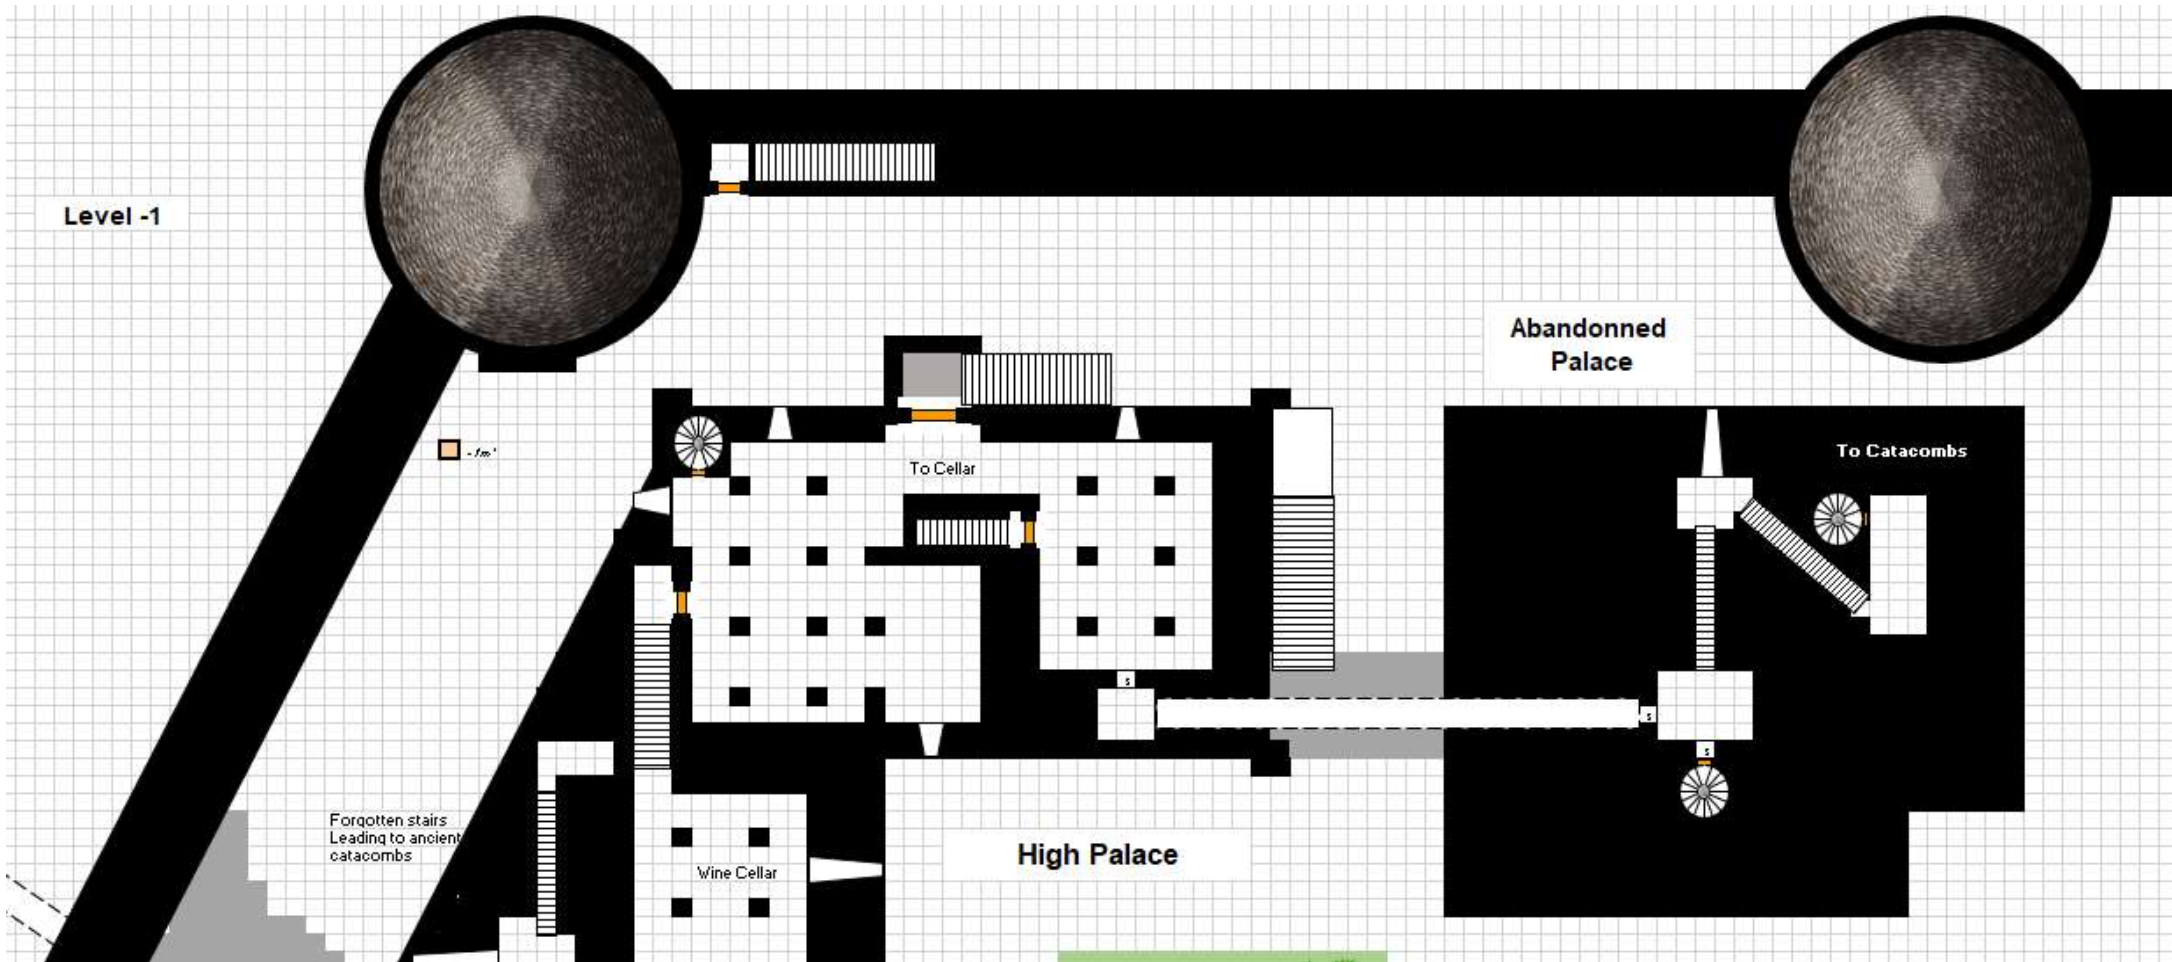 Level -1
Abandonned
Palace
To Catacombs
To Cellar
s
s
s
Forgotten stairs
Leading to ancient
catacombs
Wine Cellar
High Palace